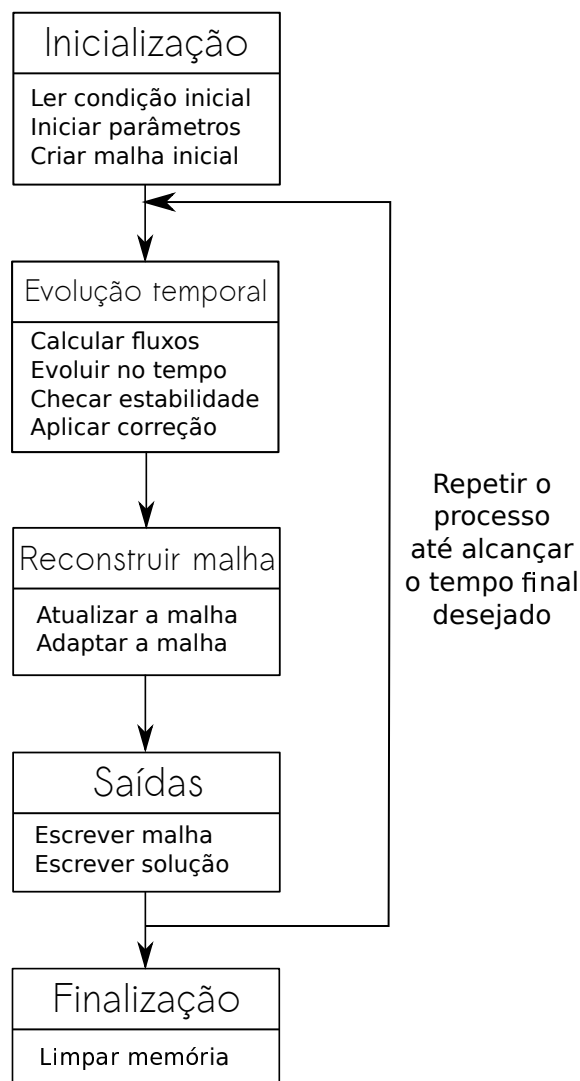 Inicialização
Ler condição inicial
Iniciar parâmetros
Criar malha inicial
Evolução temporal
Calcular fluxos
Evoluir no tempo
Checar estabilidade
Aplicar correção
Repetir o
processo
até alcançar
o tempo final
desejado
Reconstruir malha
Atualizar a malha
Adaptar a malha
Saídas
Escrever malha
Escrever solução
Finalização
Limpar memória